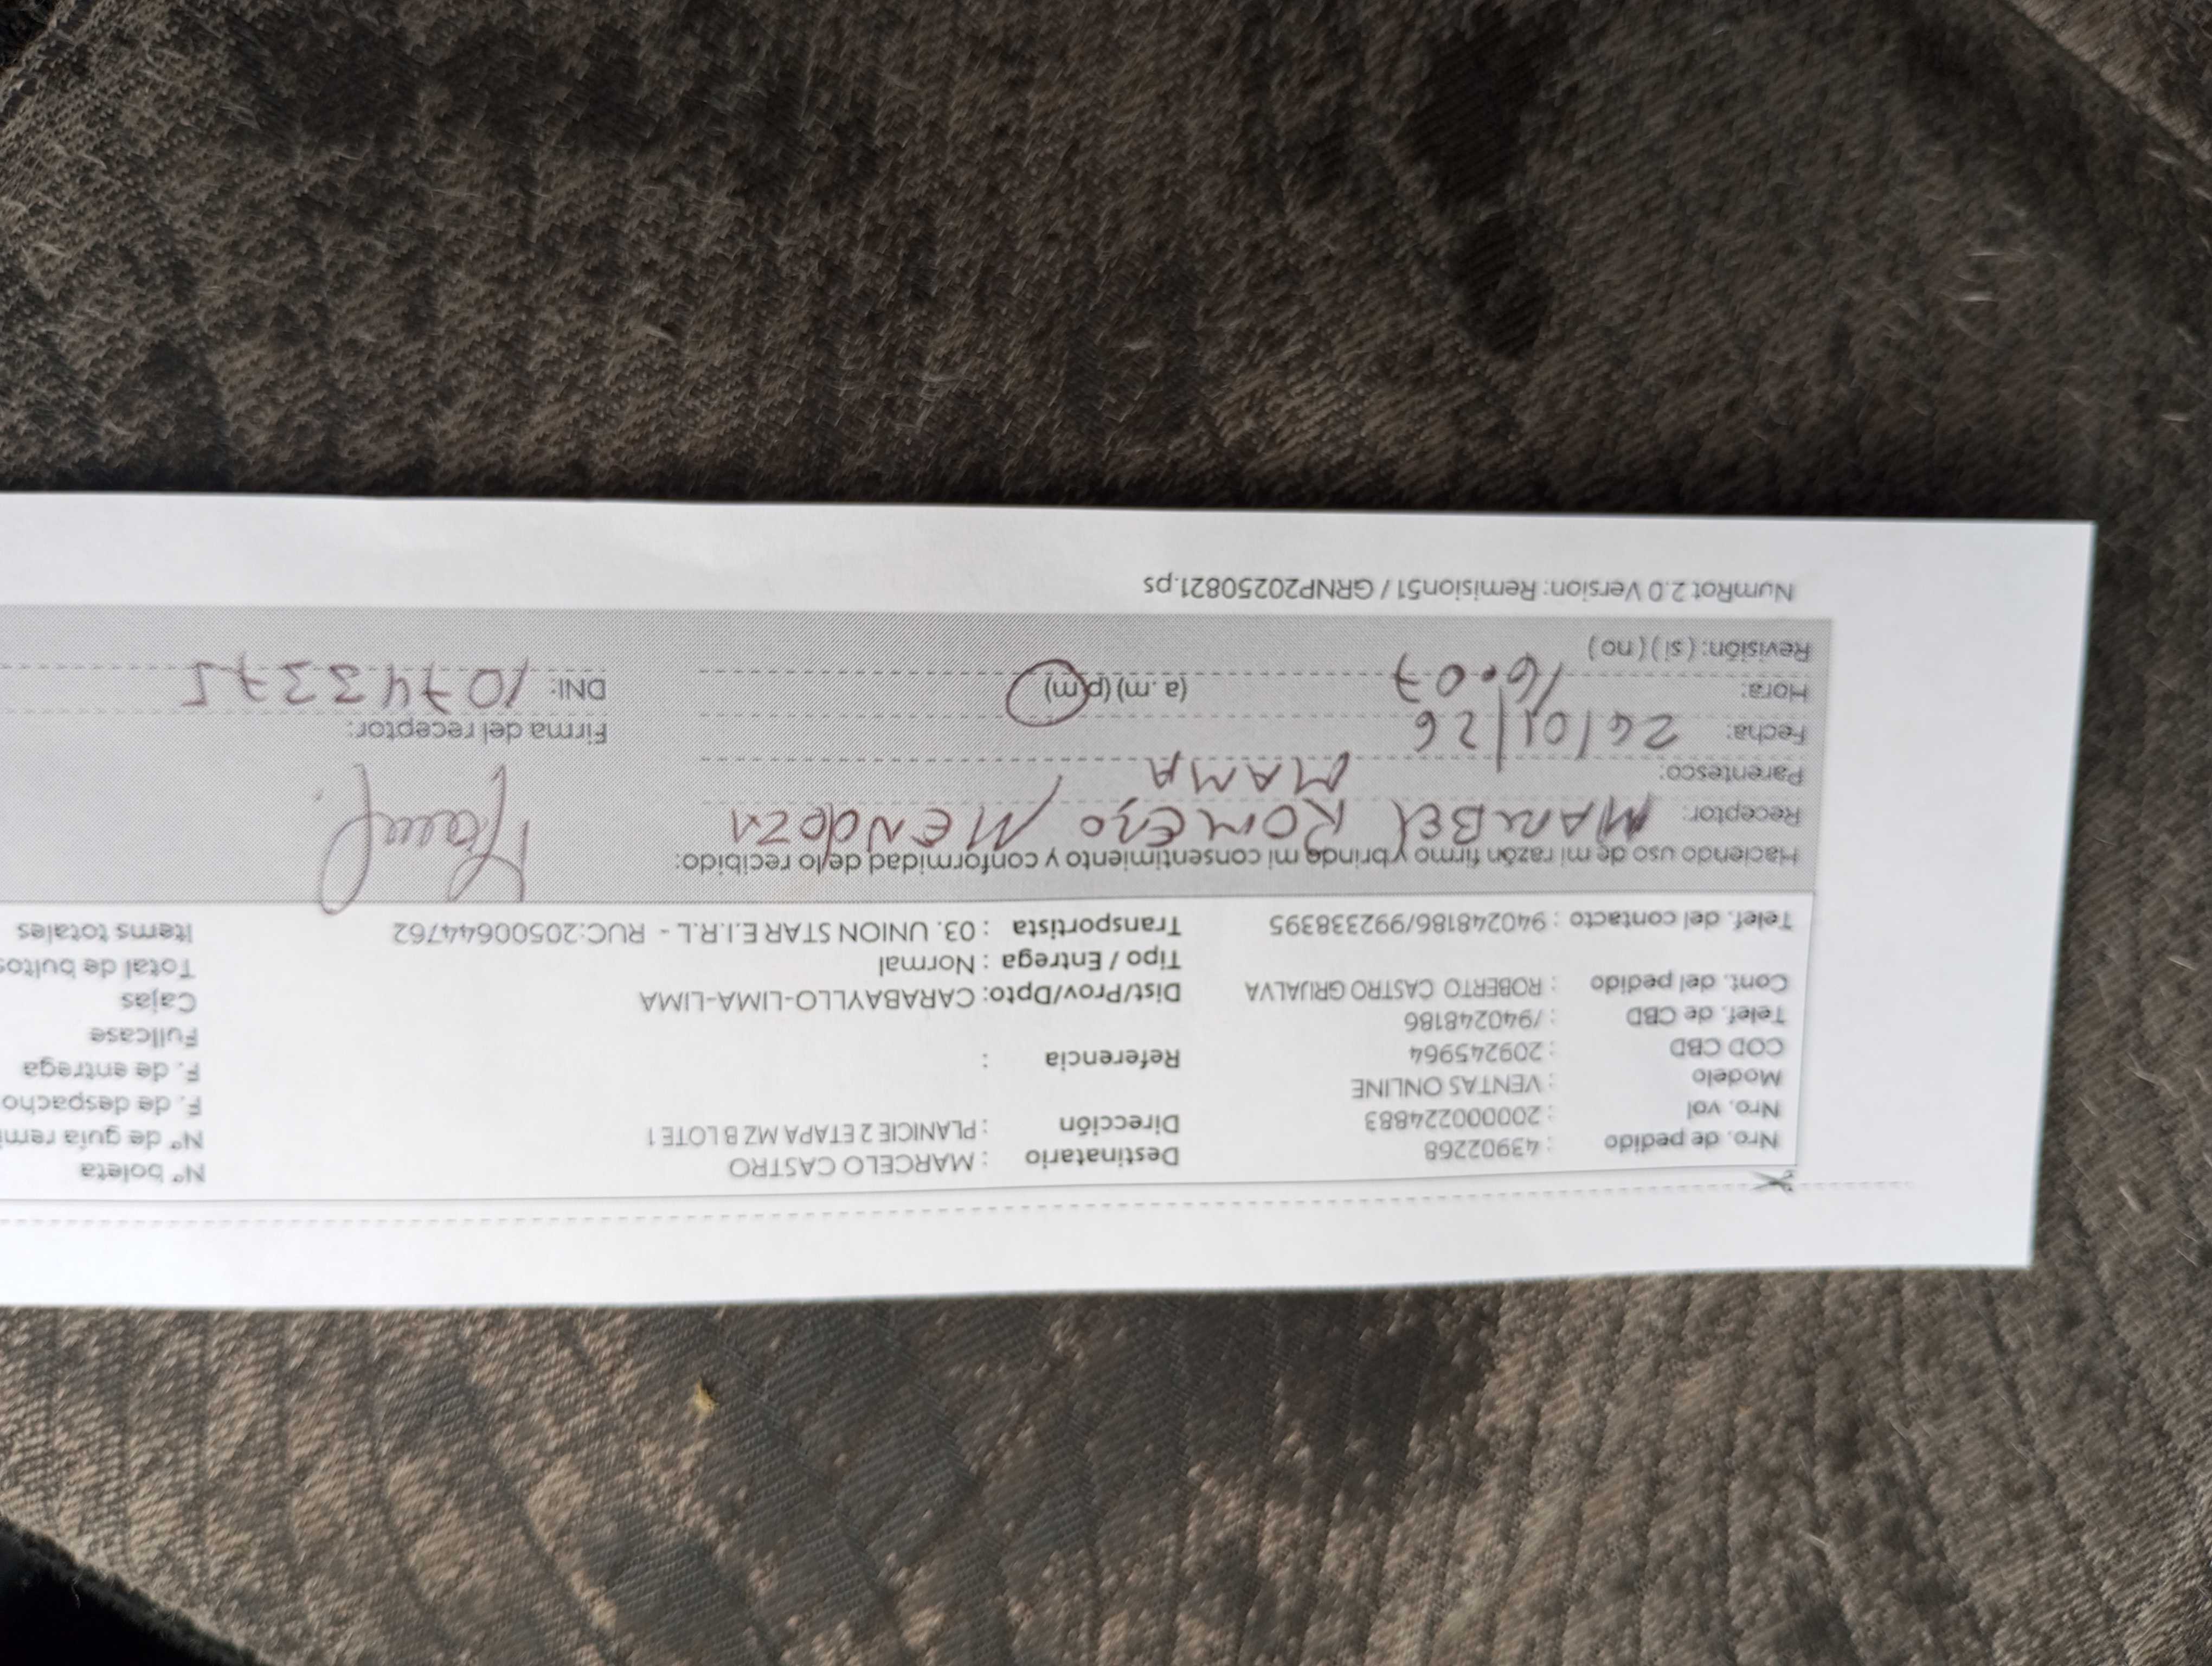 Nro. de pedido : 43902268 Destinatario : MARCELO CASTRO Nº boleta
Nro. vol : 20000224883 Dirección : PLANICIE 2 ETAPA MZ B LOTE 1 Nº de guía remi
Modelo : VENTAS ONLINE F. de despacho
COD CBD : 209245964 Referencia : F. de entrega
Telef. de CBD : /940248186 Fullcase
Cont. del pedido : ROBERTO CASTRO GRIJALVA Dist/Prov/Dpto: CARABAYLLO-LIMA-LIMA Cajas
Tipo / Entrega : Normal Total de bultos
Telef. del contacto : 940248186/992338395 Transportista : 03. UNION STAR E.I.R.L - RUC:20500644762 Items totales
Haciendo uso de mi razón firmo y brindo mi consentimiento y conformidad de lo recibido:
Receptor: MARIBEL ROMERO MENDOZA
Parentesco: MAMA
Fecha: 24/01/26 Firma del receptor:
Hora: 16:07 (a. m) (p.m) DNI: 10743375
Revisión: ( si ) ( no )
NumRot 2.0 Version: Remision51 / GRNP20250821.ps